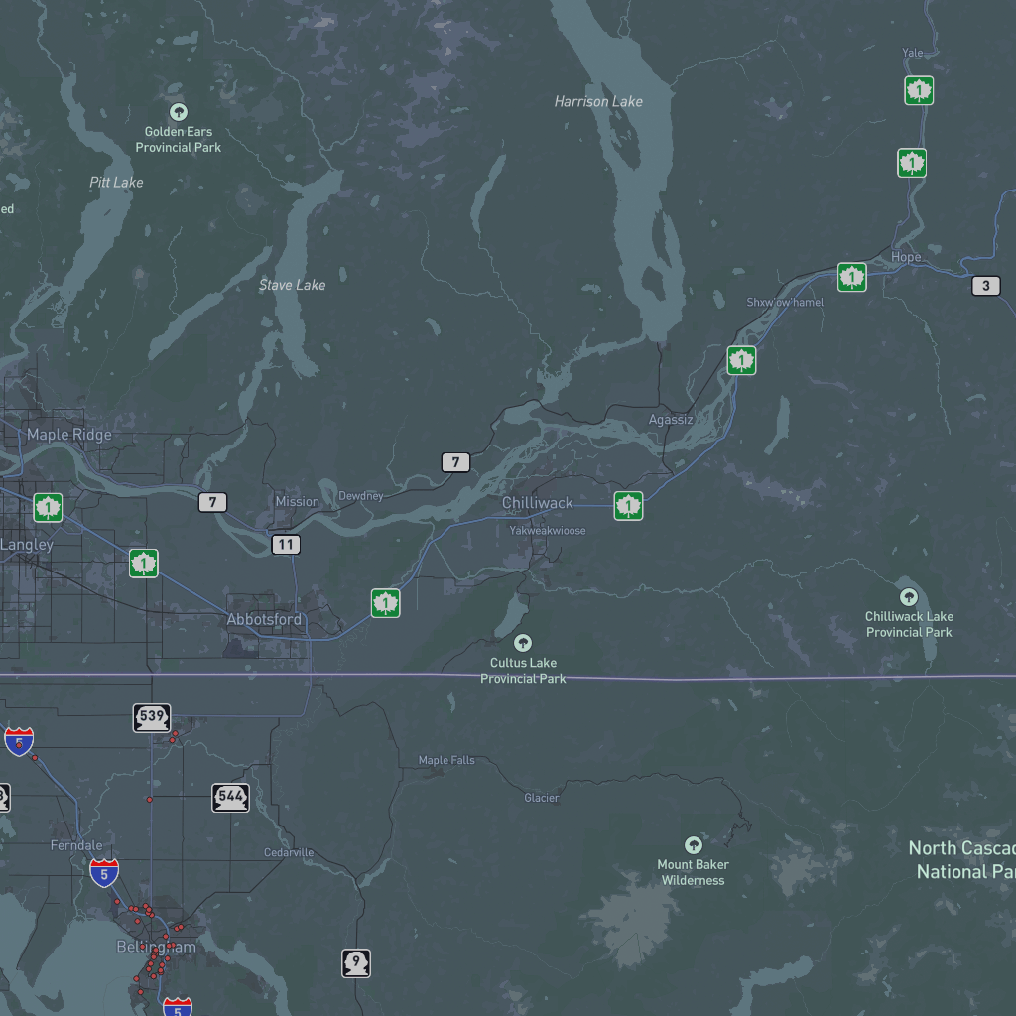 Yale
1
Harrison Lake
Golden Ears
Provincial Park
1
Pitt Lake
ed
Hope
1
3
Stave Lake
Shxw'ow'hamel
1
Agassiz
Maple Ridge
7
7
Mission
Dewdney
Chilliwack
1
1
Yakweakwioose
11
Langley
1
1
Chilliwack Lake
Provincial Park
Abbotsford
Cultus Lake
Provincial Park
539
5
Maple Falls
544
Glacier
Ferndale
Cedarville
North Casca
National Par
Mount Baker
Wilderness
5
Bellingham
9
5